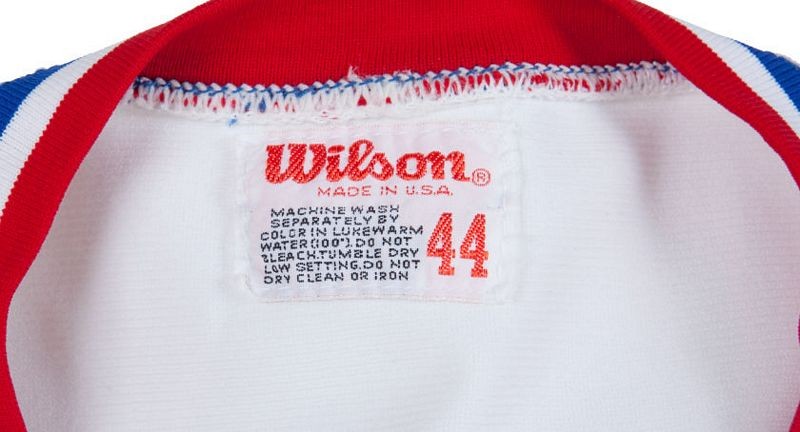 Wilson®
MADE IN U.S.A.
MACHINE WASH
SEPARATELY BY
COLOR IN LUKEWARM
WATER(100°).DO NOT
BLEACH.TUMBLE DRY
LOW SETTING.DO NOT
DRY CLEAN OR IRON
44